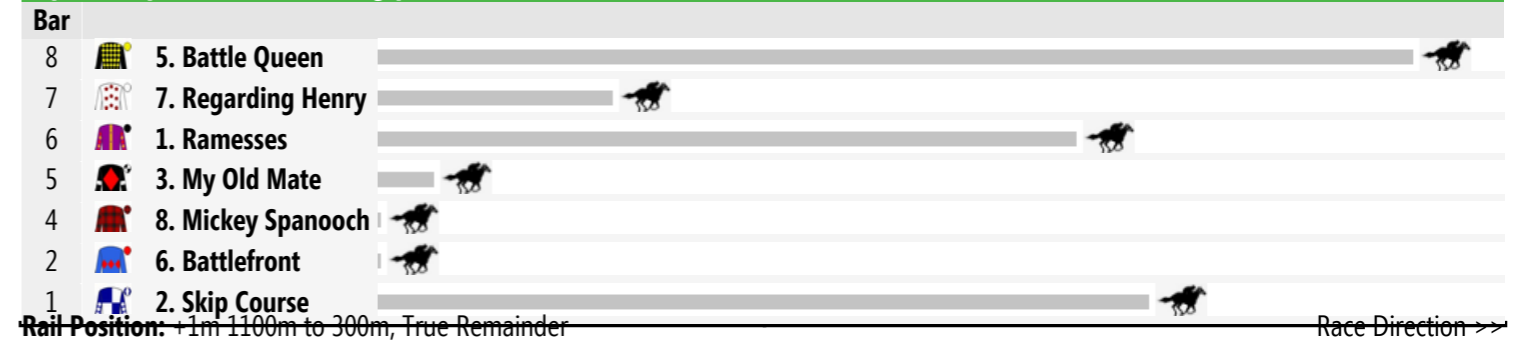 Bar
8 5. Battle Queen
7 7. Regarding Henry
6 1. Ramesses
5 3. My Old Mate
4 8. Mickey Spanooch
2 6. Battlefront
1 2. Skip Course
Rail Position: +1m 1100m to 300m, True Remainder Race Direction >>